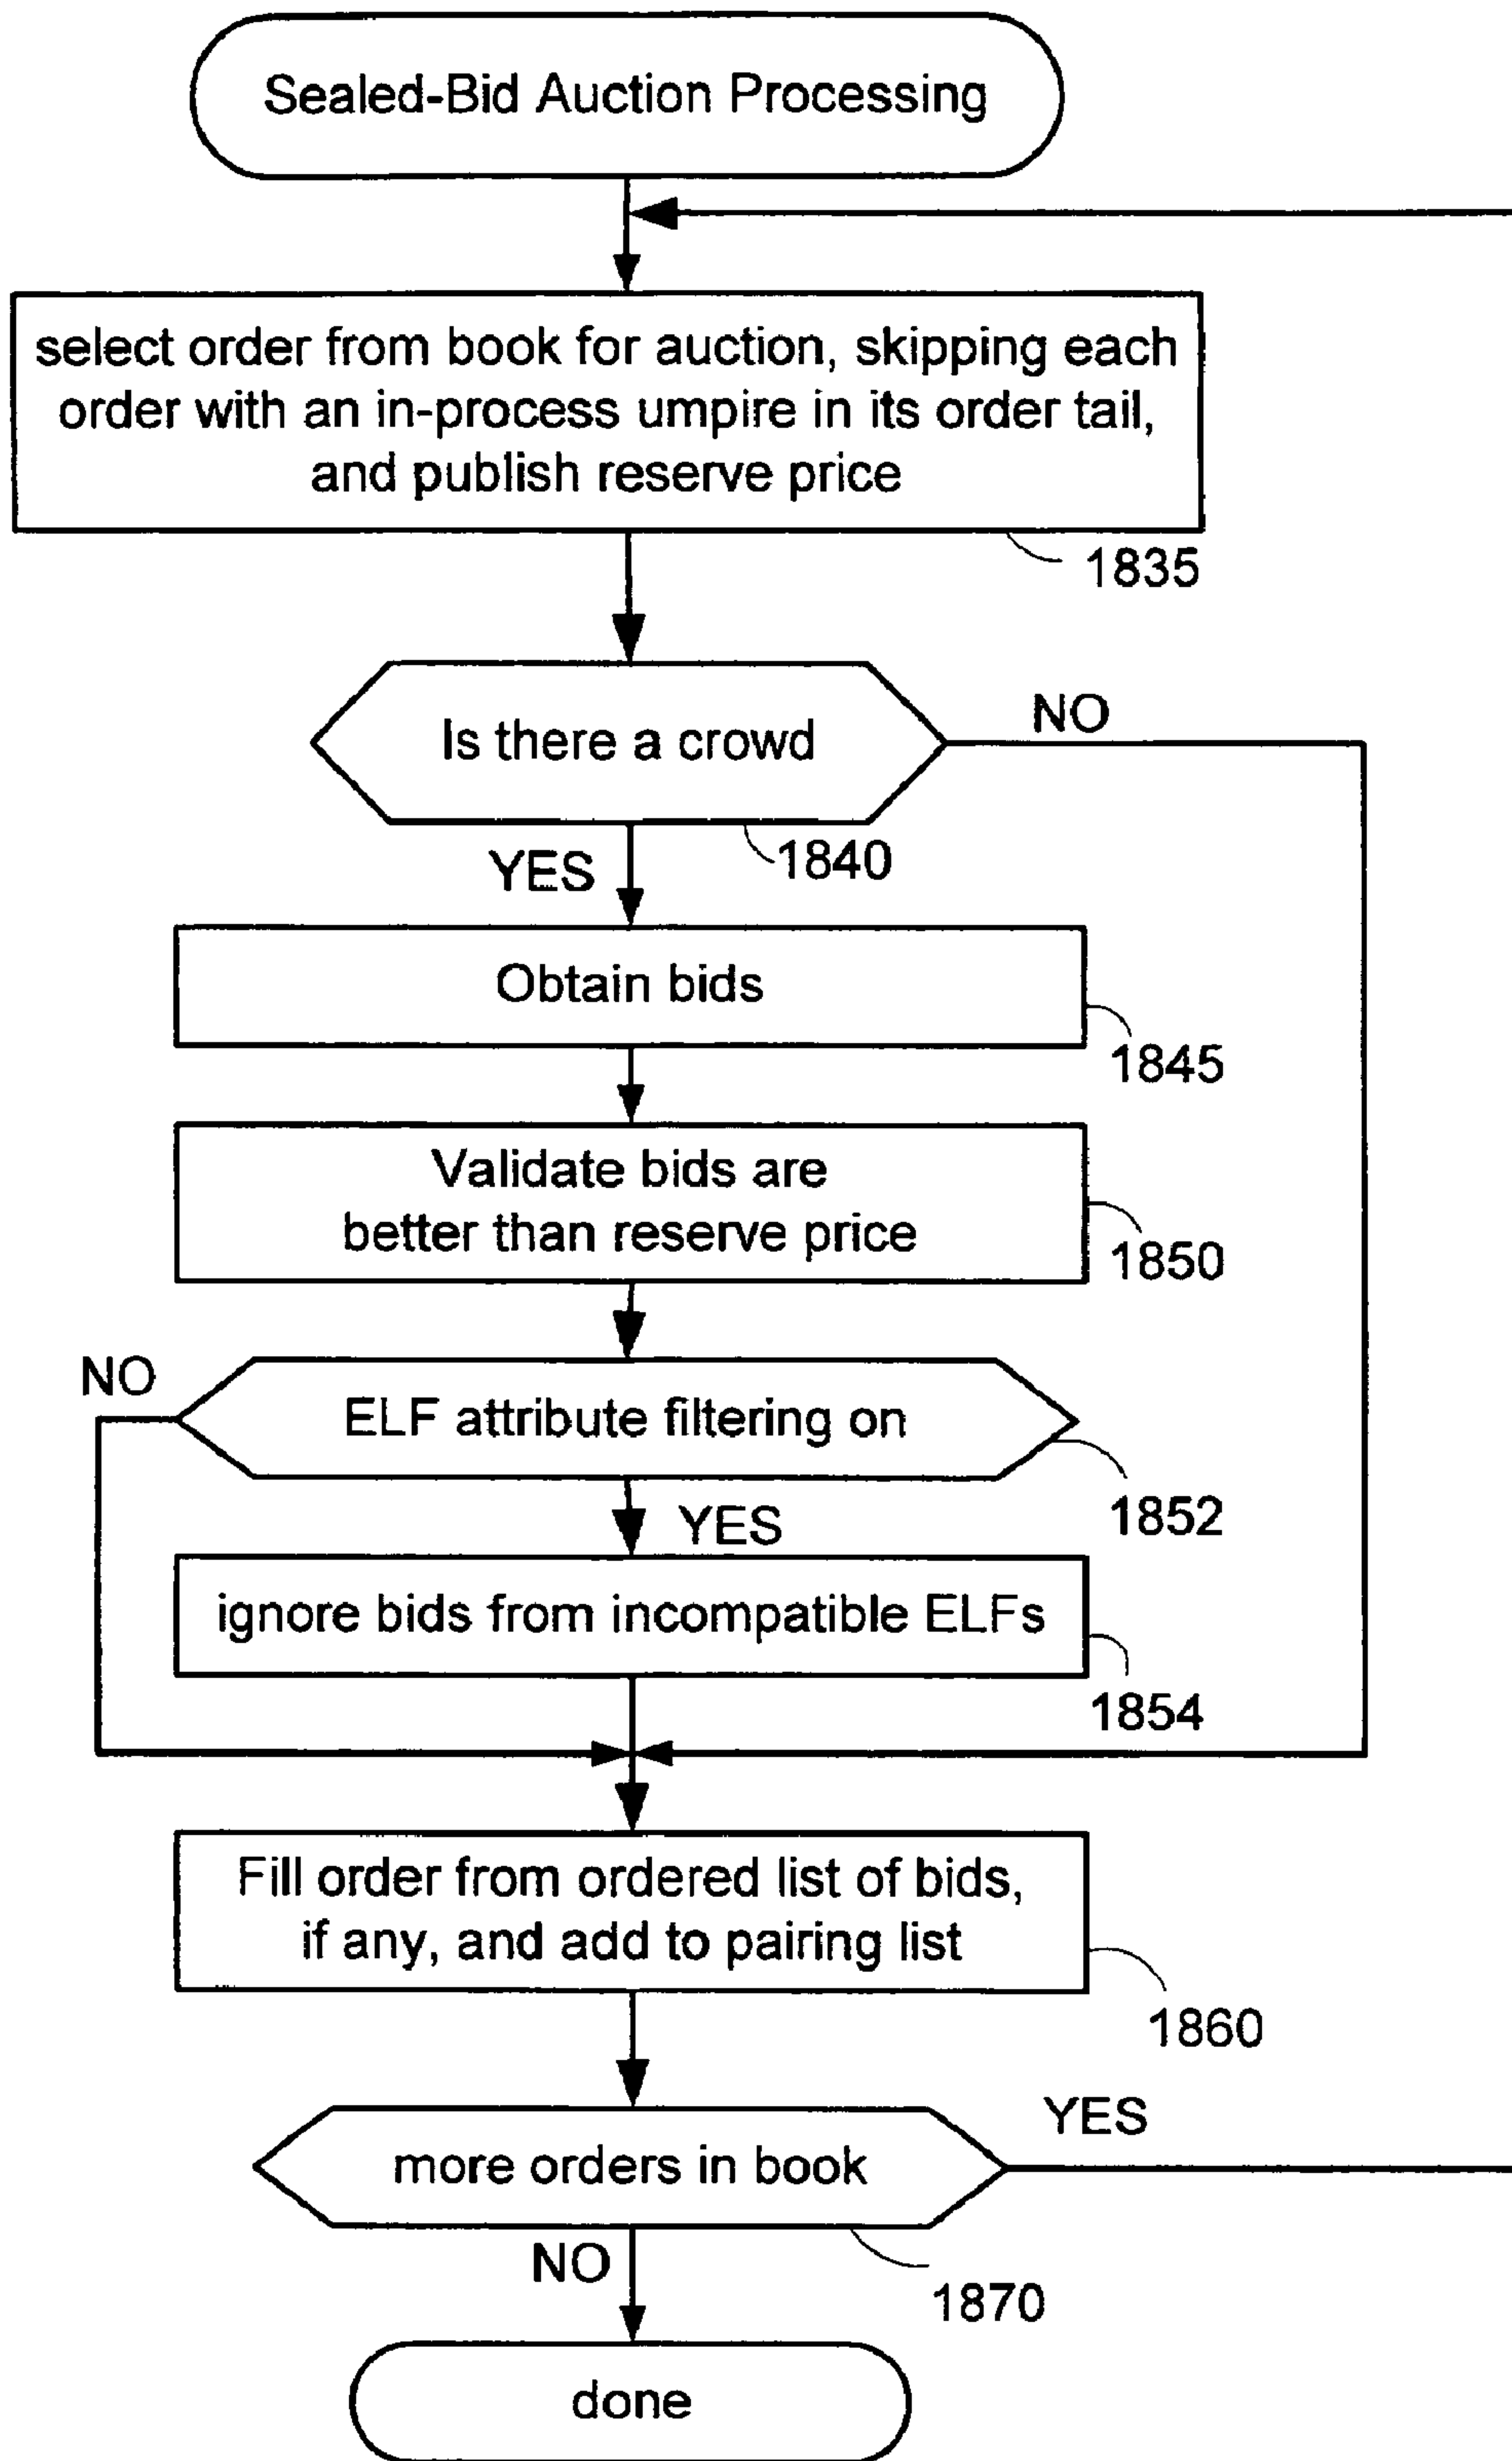 Sealed-Bid Auction Processing
select order from book for auction, skipping each
order with an in-process umpire in its order tail,
and publish reserve price
1835
Is there a crowd
NO
YES
1840
Obtain bids
1845
Validate bids are
better than reserve price
1850
NO
ELF attribute filtering on
1852
YES
ignore bids from incompatible ELFs
1854
Fill order from ordered list of bids,
if any, and add to pairing list
1860
YES
more orders in book
NO
1870
done